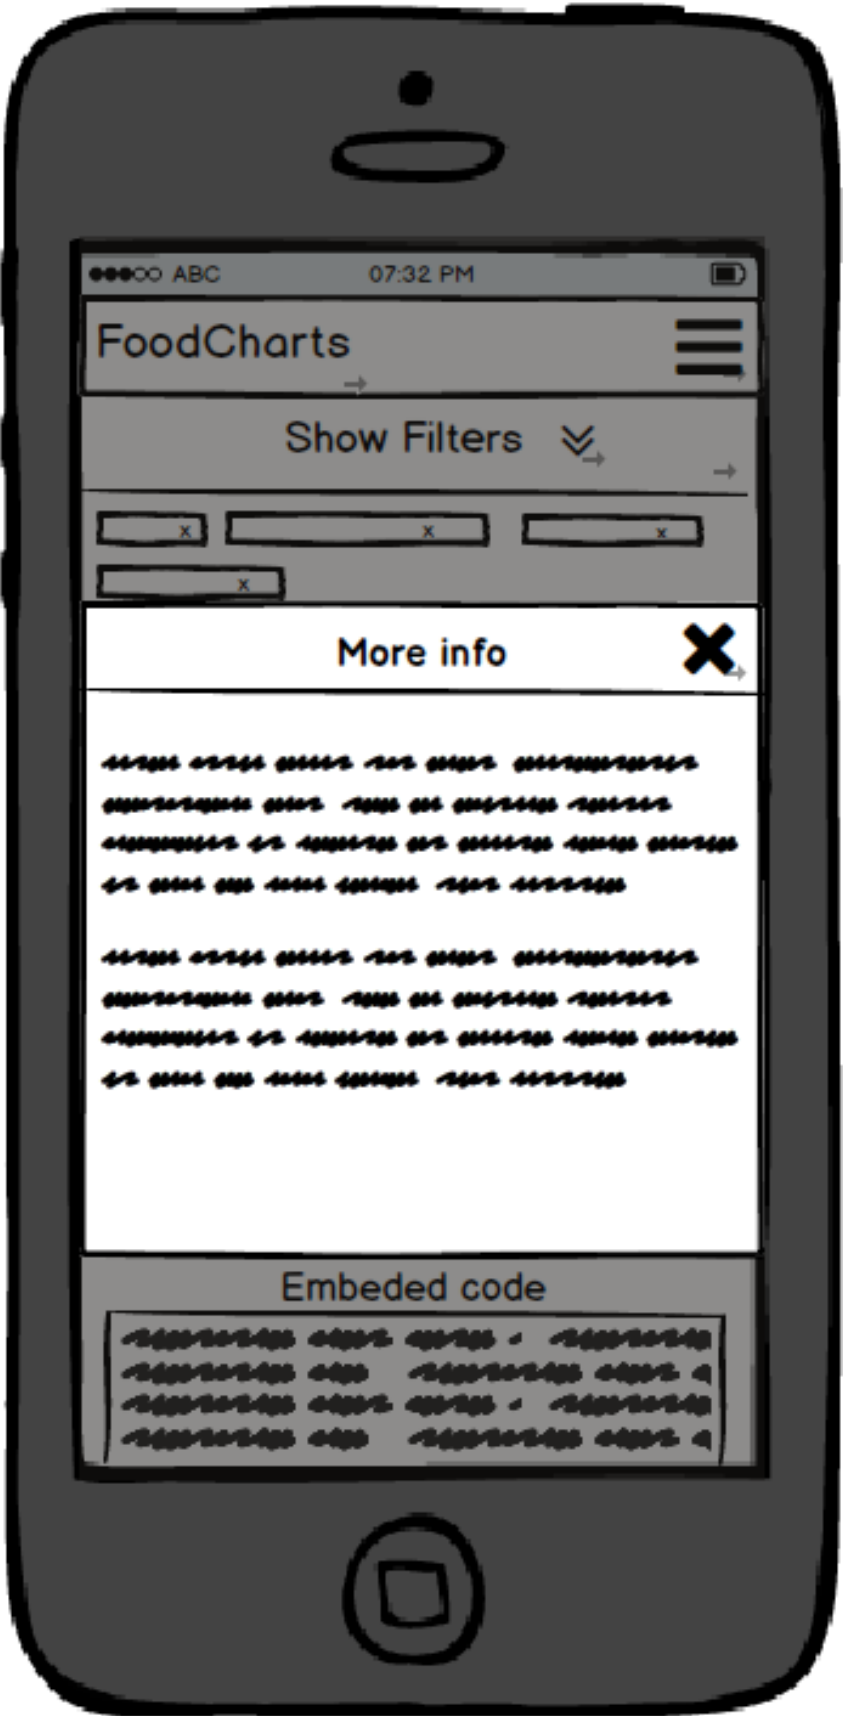 ABC 07:32 PM
FoodCharts
Show Filters
x x x
x
More info
Embeded code